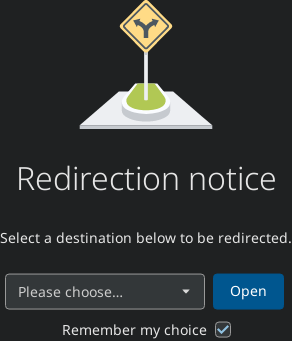 Redirection notice
Select a destination below to be redirected.
Please choose...
Open
Remember my choice